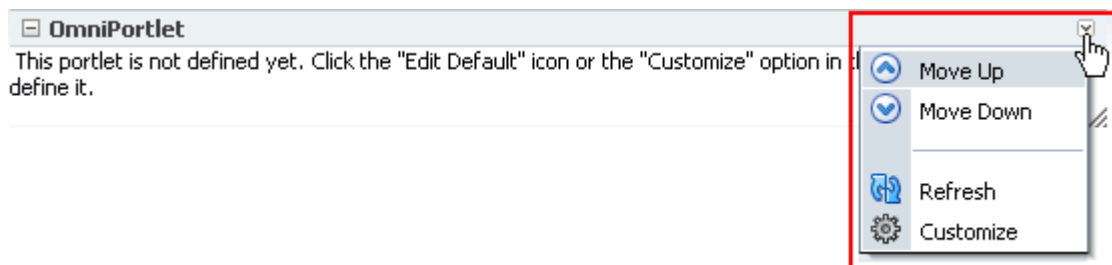 OmniPortlet
This portlet is not defined yet. Click the "Edit Default" icon or the "Customize" option in
define it.
Move Up
Move Down
Refresh
Customize